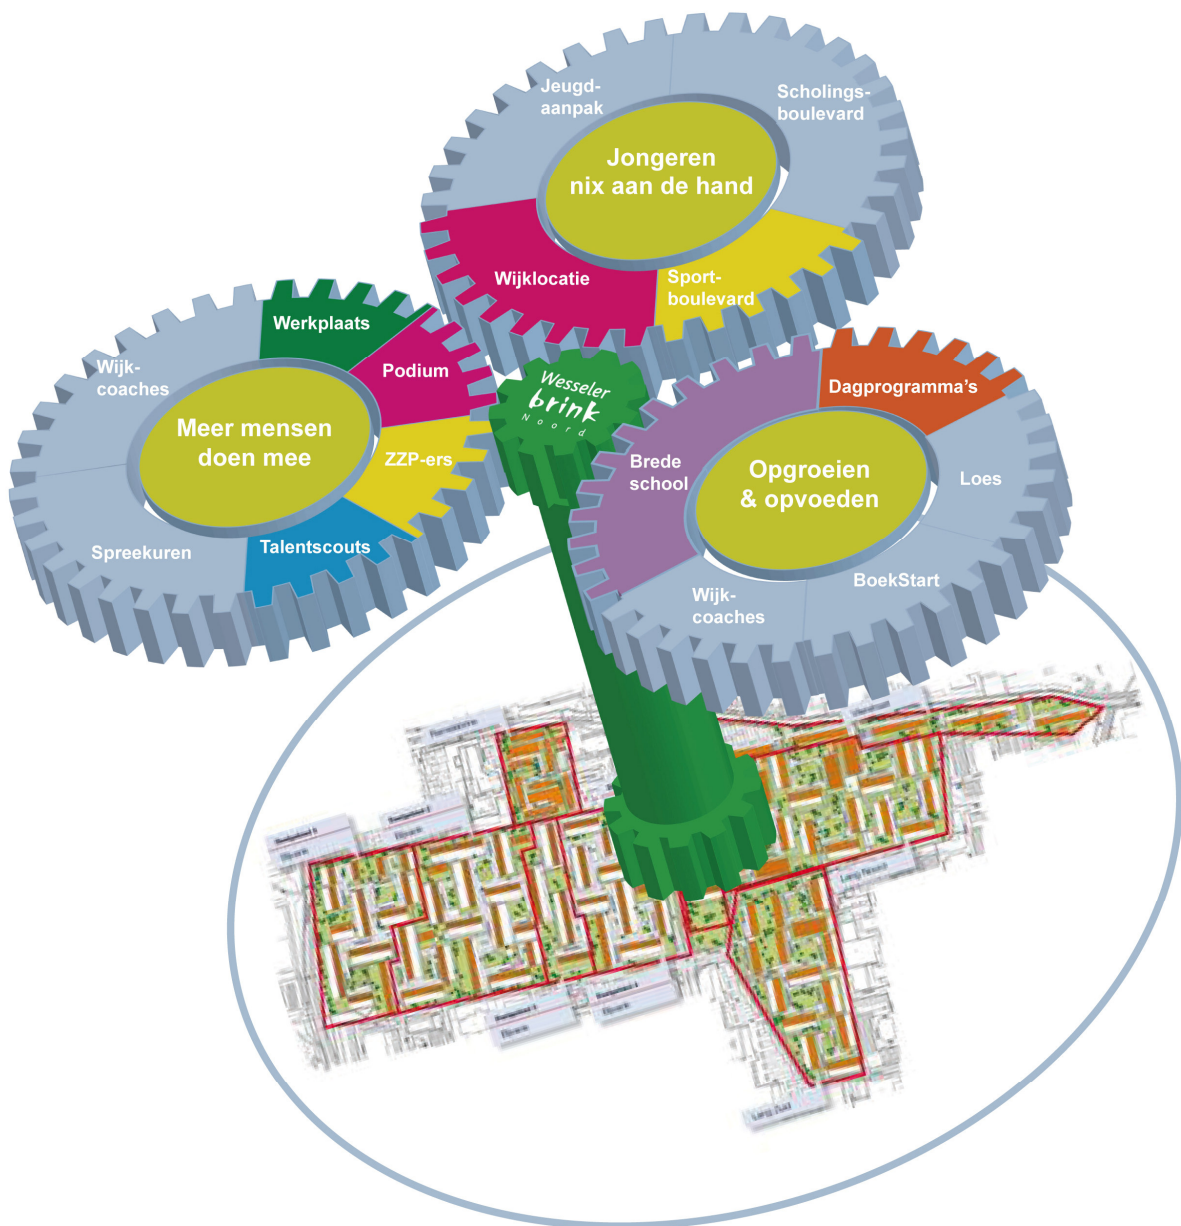 Jeugd-
aanpak
Scholings-
boulevard
Jongeren
nix aan de hand
Wijklocatie
Sport-
boulevard
Werkplaats
Wijk-
coaches
Podium
Meer mensen
doen mee
ZZP-ers
Spreekuren
Talentscouts
Wesseler
brink
Noord
Dagprogramma's
Brede
school
Opgroeien
& opvoeden
Loes
BoekStart
Wijk-
coaches